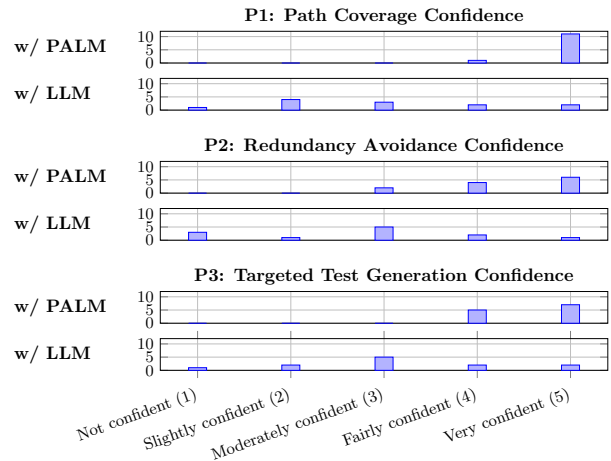 P1: Path Coverage Confidence
w/ PALM
10
5
0
w/ LLM
10
5
0
P2: Redundancy Avoidance Confidence
w/ PALM
10
5
0
w/ LLM
10
5
0
P3: Targeted Test Generation Confidence
w/ PALM
10
5
0
w/ LLM
10
5
0
Not confident (1)
Slightly confident (2)
Moderately confident (3)
Fairly confident (4)
Very confident (5)